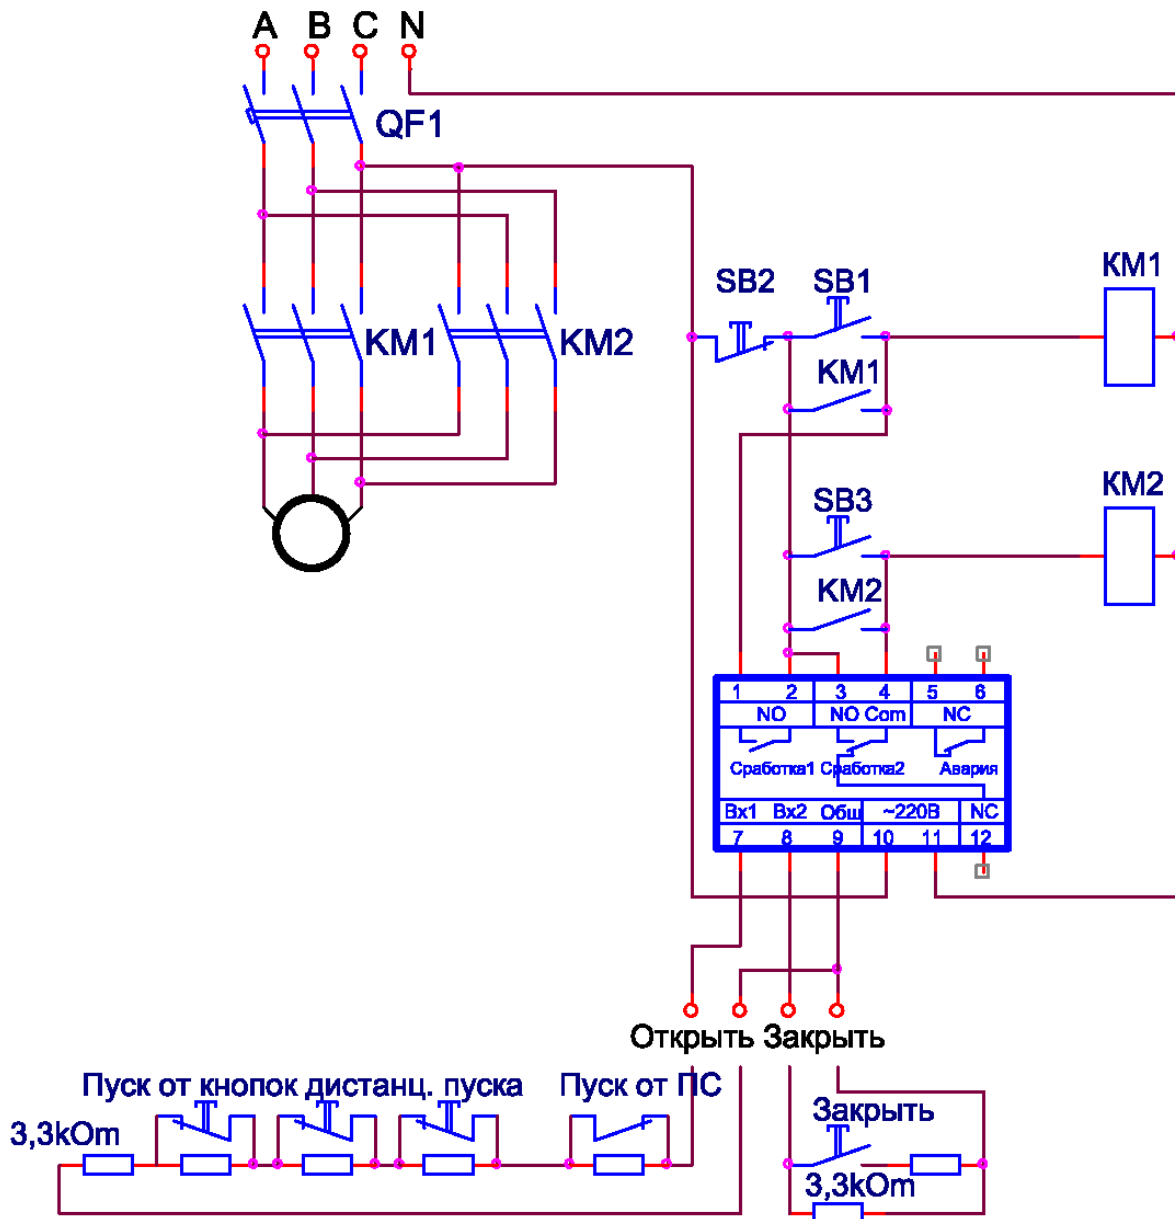 A B C N
QF1
KM1 KM2
SB2 SB1 KM1
KM1
SB3 KM2
KM2
1 2 3 4 5 6
NO NO Com NC
Сработка1 Сработка2 Авария
Вх1 Вх2 Общ ~220В NC
7 8 9 10 11 12
Открыть Закрыть
Пуск от кнопок дистанц. пуска Пуск от ПС
3,3kOm
Закрыть
3,3kOm